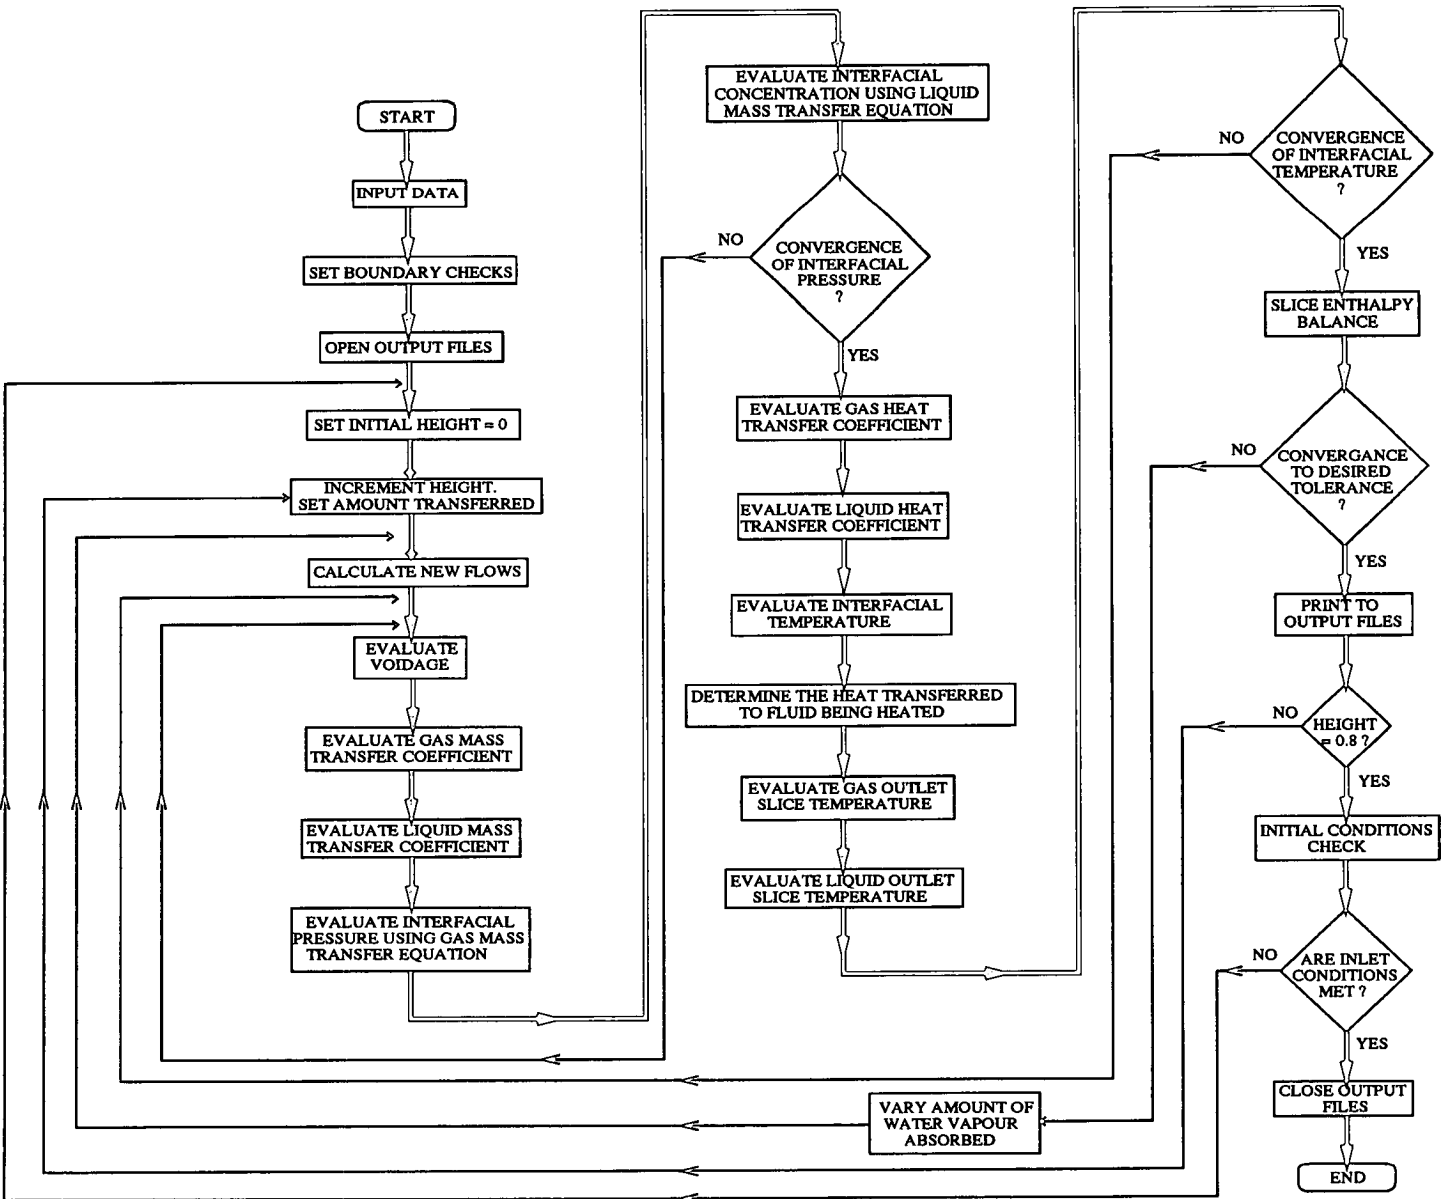 START
INPUT DATA
SET BOUNDARY CHECKS
OPEN OUTPUT FILES
SET INITIAL HEIGHT = 0
INCREMENT HEIGHT.
SET AMOUNT TRANSFERRED
CALCULATE NEW FLOWS
EVALUATE
VOIDAGE
EVALUATE GAS MASS
TRANSFER COEFFICIENT
EVALUATE LIQUID MASS
TRANSFER COEFFICIENT
EVALUATE INTERFACIAL
PRESSURE USING GAS MASS
TRANSFER EQUATION
EVALUATE INTERFACIAL
CONCENTRATION USING LIQUID
MASS TRANSFER EQUATION
NO
CONVERGENCE
OF INTERFACIAL
PRESSURE
?
YES
EVALUATE GAS HEAT
TRANSFER COEFFICIENT
EVALUATE LIQUID HEAT
TRANSFER COEFFICIENT
EVALUATE INTERFACIAL
TEMPERATURE
DETERMINE THE HEAT TRANSFERRED
TO FLUID BEING HEATED
EVALUATE GAS OUTLET
SLICE TEMPERATURE
EVALUATE LIQUID OUTLET
SLICE TEMPERATURE
NO
CONVERGENCE
OF INTERFACIAL
TEMPERATURE
?
YES
SLICE ENTHALPY
BALANCE
NO
CONVERGANCE
TO DESIRED
TOLERANCE
?
YES
VARY AMOUNT OF
WATER VAPOUR
ABSORBED
PRINT TO
OUTPUT FILES
NO
HEIGHT
= 0.8 ?
YES
INITIAL CONDITIONS
CHECK
NO
ARE INLET
CONDITIONS
MET ?
YES
CLOSE OUTPUT
FILES
END